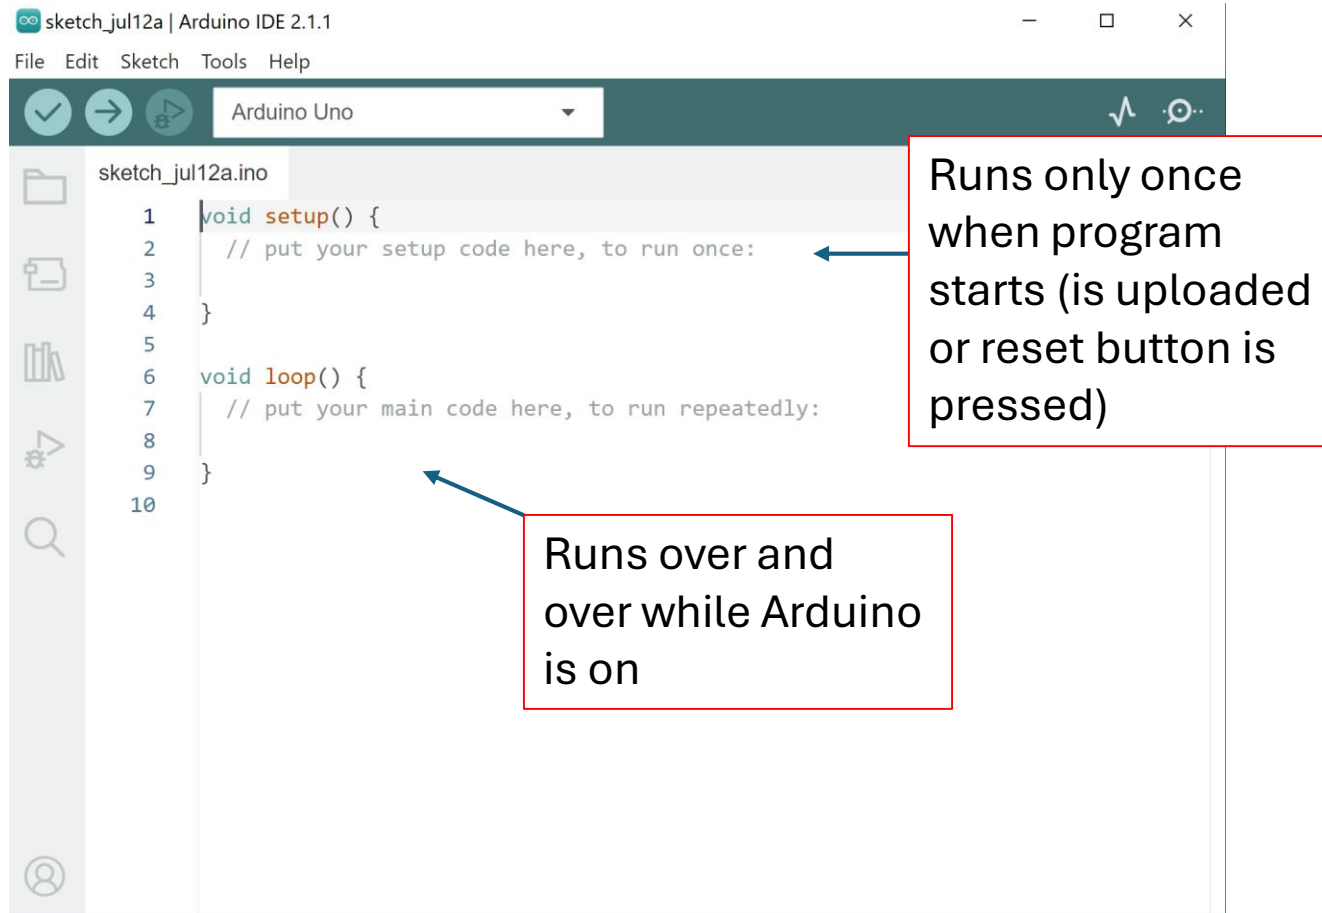 sketch_jul12a | Arduino IDE 2.1.1
File Edit Sketch Tools Help
Arduino Uno
sketch_jul12a.ino
1 void setup() {
2 // put your setup code here, to run once:
3
4 }
5
6 void loop() {
7 // put your main code here, to run repeatedly:
8
9 }
10
Runs only once
when program
starts (is uploaded
or reset button is
pressed)
Runs over and
over while Arduino
is on